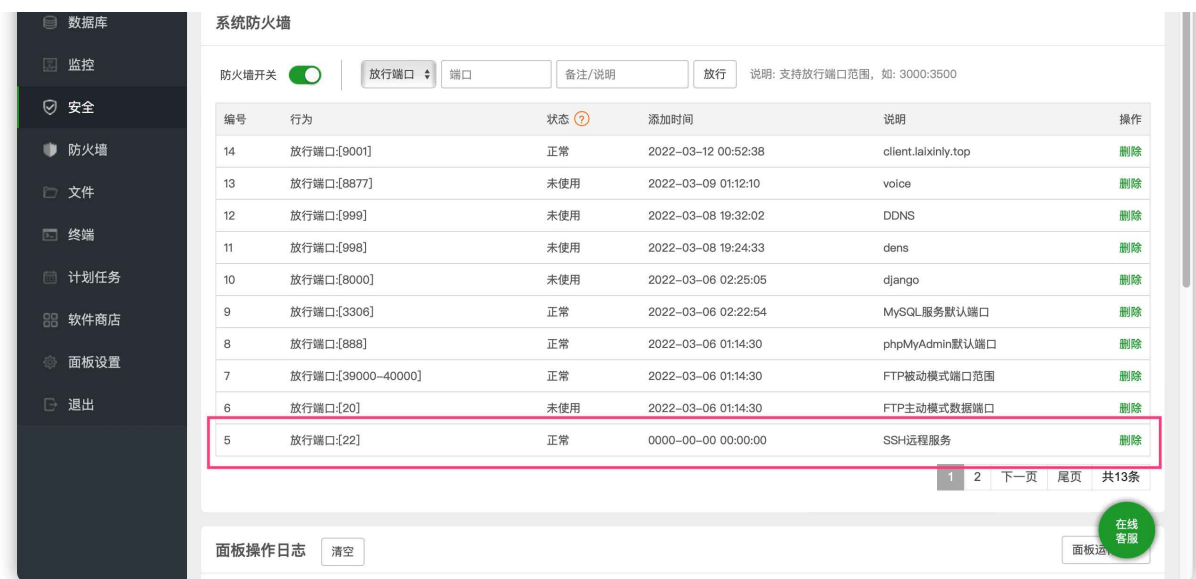 数据库
监控
安全
防火墙
文件
终端
计划任务
软件商店
面板设置
退出
系统防火墙
防火墙开关 放行端口 端口 备注/说明 放行 说明: 支持放行端口范围，如: 3000:3500
编号 行为 状态 ? 添加时间 说明 操作
14 放行端口:[9001] 正常 2022-03-12 00:52:38 client.laixinly.top 删除
13 放行端口:[8877] 未使用 2022-03-09 01:12:10 voice 删除
12 放行端口:[999] 未使用 2022-03-08 19:32:02 DDNS 删除
11 放行端口:[998] 未使用 2022-03-08 19:24:33 dens 删除
10 放行端口:[8000] 未使用 2022-03-06 02:25:05 django 删除
9 放行端口:[3306] 正常 2022-03-06 02:22:54 MySQL服务默认端口 删除
8 放行端口:[888] 正常 2022-03-06 01:14:30 phpMyAdmin默认端口 删除
7 放行端口:[39000-40000] 正常 2022-03-06 01:14:30 FTP被动模式端口范围 删除
6 放行端口:[20] 未使用 2022-03-06 01:14:30 FTP主动模式数据端口 删除
5 放行端口:[22] 正常 0000-00-00 00:00:00 SSH远程服务 删除
1 2 下一页 尾页 共13条
在线
客服
面板操作日志 清空 面板运